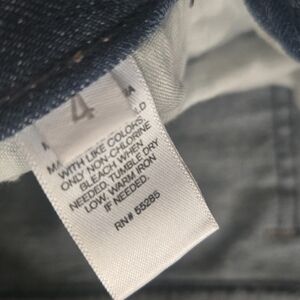 4
WITH LIKE COLORS.
ONLY NON-CHLORINE
BLEACH WHEN
NEEDED. TUMBLE DRY
LOW. WARM IRON
IF NEEDED.
RN# 55285